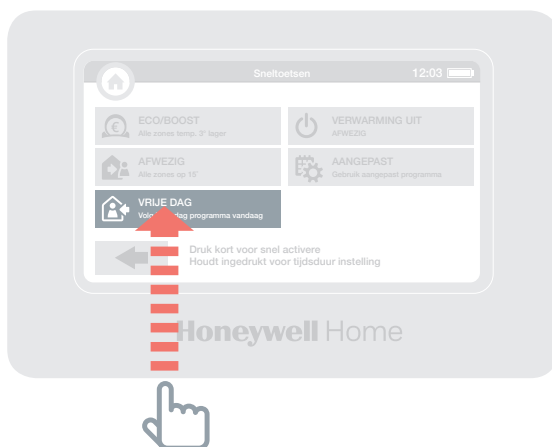 Sneltoetsen
12:03
ECO/BOOST
Alle zones temp. 3˚ lager
VERWARMING UIT
AFWEZIG
AFWEZIG
Alle zones op 15˚
AANGEPAST
Gebruik aangepast programma
VRIJE DAG
dag programma vandaag
Druk kort voor snel activere
Houdt ingedrukt voor tijdsduur instelling
Honeywell Home